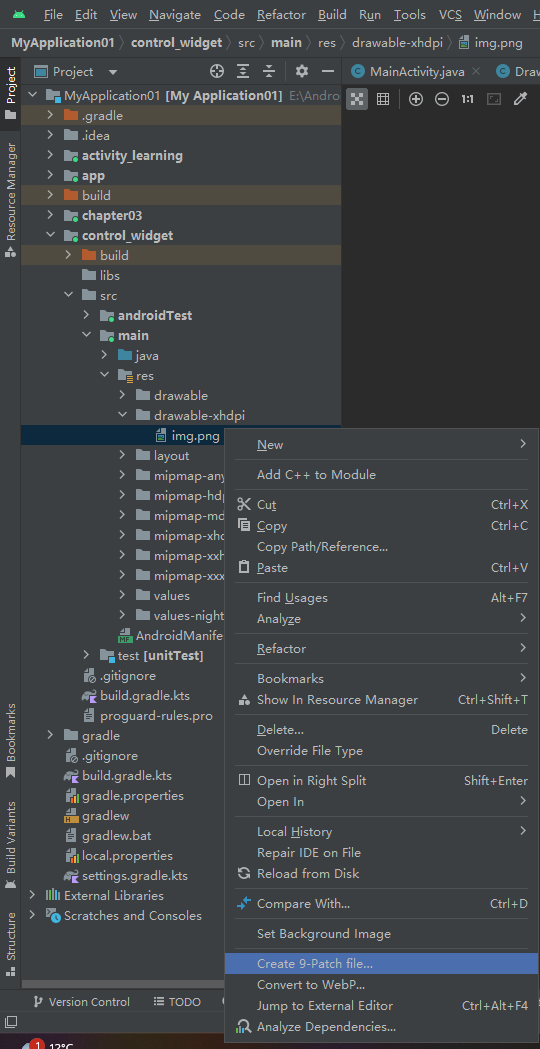 File Edit View Navigate Code Refactor Build Run Tools VCS Window
MyApplication01 control_widget src main res drawable-xhdpi img.png
Project
Resource Manager
Bookmarks
Build Variants
Structure
Project
MyApplication01 [My Application01] E:\Andro
.gradle
.idea
activity_learning
app
build
chapter03
control_widget
build
libs
src
androidTest
main
java
res
drawable
drawable-xhdpi
img.png
layout
mipmap-any
mipmap-hdp
mipmap-md
mipmap-xhd
mipmap-xxh
mipmap-xxx
values
values-night
AndroidManife
test [unitTest]
.gitignore
build.gradle.kts
proguard-rules.pro
gradle
.gitignore
build.gradle.kts
gradle.properties
gradlew
gradlew.bat
local.properties
settings.gradle.kts
External Libraries
Scratches and Consoles
MainActivity.java
Draw
1:1
New
Add C++ to Module
Cut Ctrl+X
Copy Ctrl+C
Copy Path/Reference...
Paste Ctrl+V
Find Usages Alt+F7
Analyze
Refactor
Bookmarks
Show In Resource Manager Ctrl+Shift+T
Delete... Delete
Override File Type
Open in Right Split Shift+Enter
Open In
Local History
Repair IDE on File
Reload from Disk
Compare With... Ctrl+D
Set Background Image
Create 9-Patch file...
Convert to WebP...
Jump to External Editor Ctrl+Alt+F4
Analyze Dependencies...
Version Control TODO
1
12°C